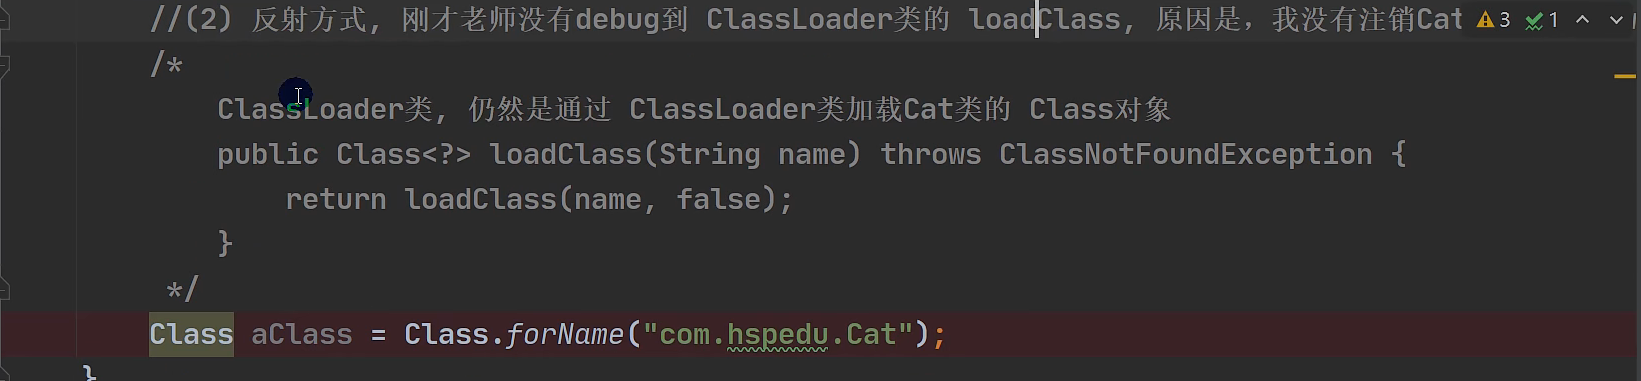 //(2) 反射方式, 刚才老师没有debug到 ClassLoader类的 loadClass, 原因是，我没有注销Cat 3 1
/*
ClassLoader类, 仍然是通过 ClassLoader类加载Cat类的 Class对象
public Class<?> loadClass(String name) throws ClassNotFoundException {
return loadClass(name, false);
}
*/
Class aClass = Class.forName("com.hspedu.Cat");
}